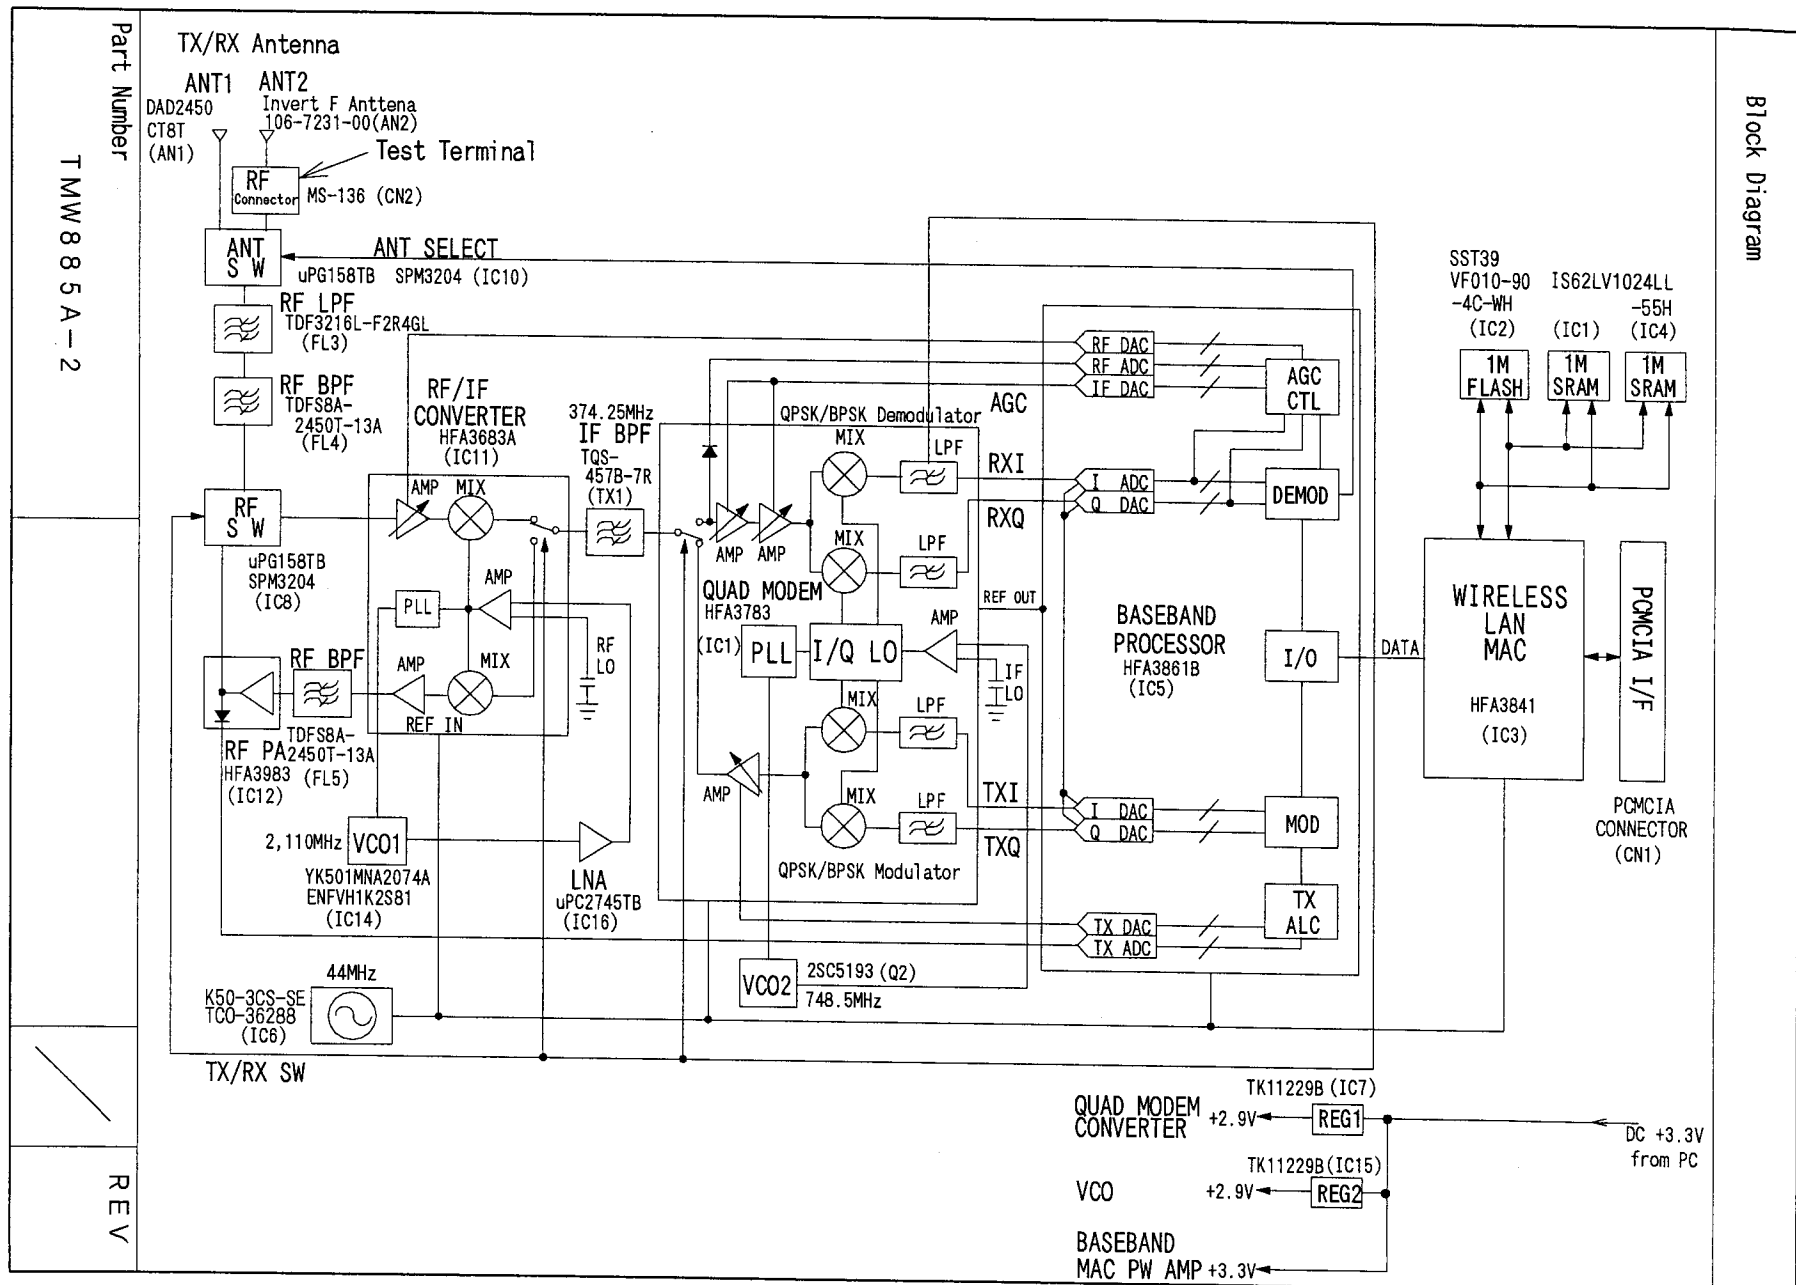 Block Diagram
Part Number
TMW885A-2
REV
TX/RX Antenna
ANT1
DAD2450
CT8T
(AN1)
ANT2
Invert F Anttena
106-7231-00(AN2)
Test Terminal
RF
Connector
MS-136 (CN2)
ANT
S W
ANT SELECT
uPG158TB SPM3204 (IC10)
RF LPF
TDF3216L-F2R4GL
(FL3)
RF BPF
TDFS8A-
2450T-13A
(FL4)
RF/IF
CONVERTER
HFA3683A
(IC11)
AMP
MIX
RF
S W
uPG158TB
SPM3204
(IC8)
PLL
AMP
RF
LO
RF BPF
AMP
MIX
REF IN
TDFS8A-
2450T-13A
(FL5)
RF PA
HFA3983
(IC12)
2,110MHz
VCO1
YK501MNA2074A
ENFVH1K2S81
(IC14)
LNA
uPC2745TB
(IC16)
44MHz
K50-3CS-SE
TCO-36288
(IC6)
TX/RX SW
374.25MHz
IF BPF
TQS-
457B-7R
(TX1)
QPSK/BPSK Demodulator
MIX
LPF
AMP
AMP
MIX
LPF
QUAD MODEM
HFA3783
(IC1)
PLL
I/Q LO
AMP
IF
LO
MIX
LPF
AMP
MIX
LPF
QPSK/BPSK Modulator
VCO2
2SC5193 (Q2)
748.5MHz
AGC
RXI
RXQ
REF OUT
TXI
TXQ
RF DAC
RF ADC
IF DAC
AGC
CTL
I ADC
Q DAC
DEMOD
BASEBAND
PROCESSOR
HFA3861B
(IC5)
I/O
DATA
I DAC
Q DAC
MOD
TX
ALC
TX DAC
TX ADC
SST39
VF010-90
-4C-WH
(IC2)
IS62LV1024LL
-55H
(IC1)
(IC4)
1M
FLASH
1M
SRAM
1M
SRAM
WIRELESS
LAN
MAC
HFA3841
(IC3)
PCMCIA I/F
PCMCIA
CONNECTOR
(CN1)
TK11229B (IC7)
QUAD MODEM
CONVERTER
+2.9V
REG1
DC +3.3V
from PC
TK11229B(IC15)
VCO
+2.9V
REG2
BASEBAND
MAC PW AMP +3.3V